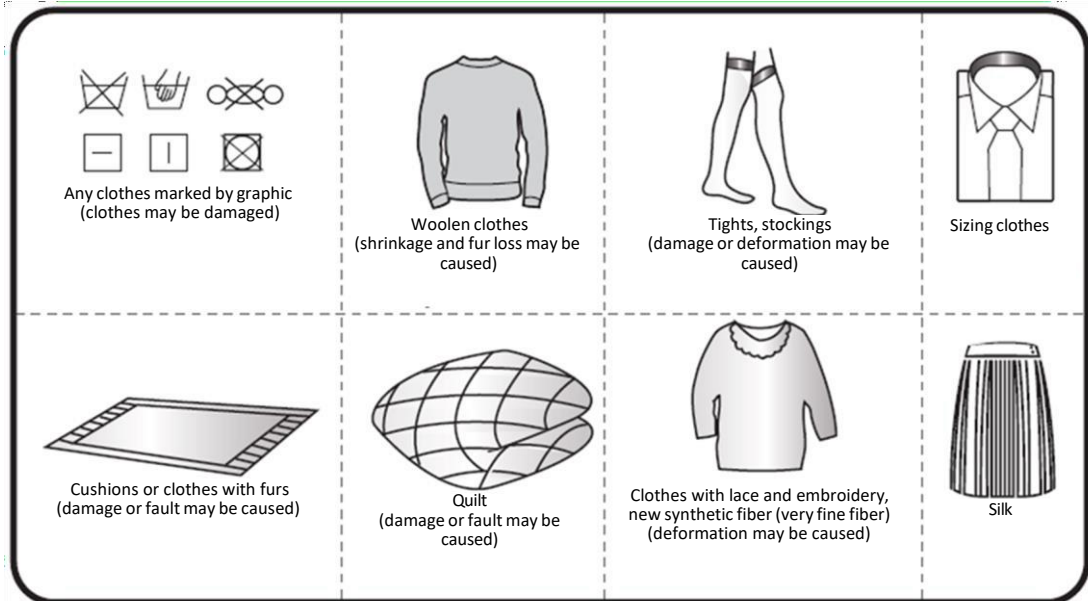 Any clothes marked by graphic
(clothes may be damaged)
Woolen clothes
(shrinkage and fur loss may be
caused)
Tights, stockings
(damage or deformation may be
caused)
Sizing clothes
Cushions or clothes with furs
(damage or fault may be caused)
Quilt
(damage or fault may be
caused)
Clothes with lace and embroidery,
new synthetic fiber (very fine fiber)
(deformation may be caused)
Silk